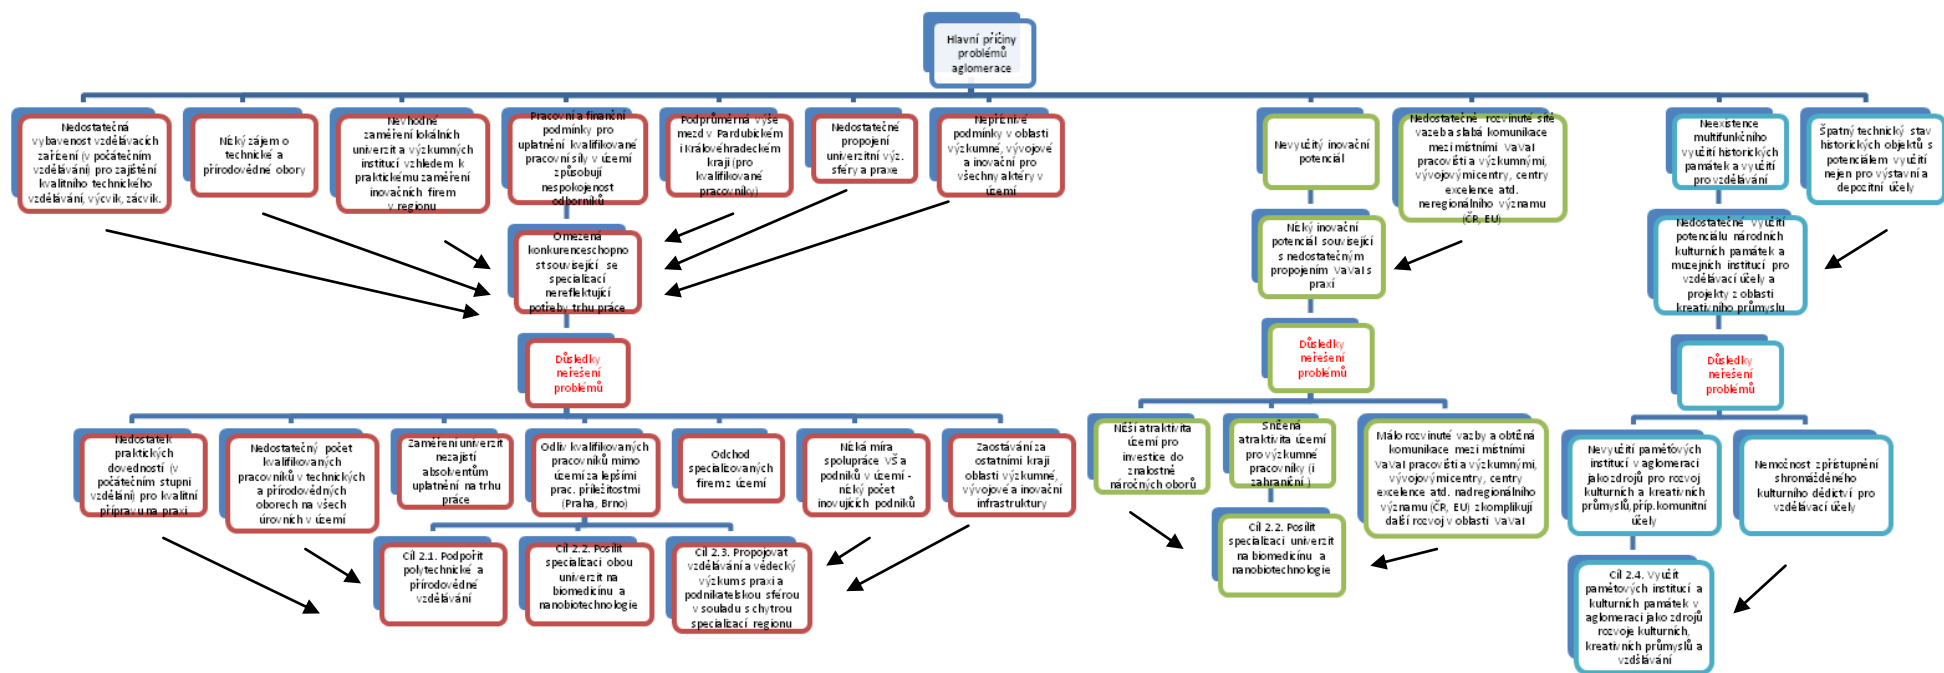 Hlavní příčiny
problémů
aglomerace
Nedostatečná
vybavenost vzdělávacích
zařízení (v počátečním
vzdělávání) pro zajištění
kvalitního technického
vzdělávání, výcvik, zácvik.
Nízký zájem o
technické a
přírodovědné obory
Nevhodné
zaměření lokálních
univerzit a výzkumných
institucí vzhledem k
praktickému zaměření
inovačních firem
v regionu
Pracovní a finanční
podmínky pro
uplatnění kvalifikované
pracovní síly v území
způsobují
nespokojenost
odborníků
Podprůměrná výše
mezd v Pardubickém
i Královéhradeckém
kraji (pro
kvalifikované
pracovníky)
Nedostatečné
propojení
univerzitní výz.
sféry a praxe
Nepříznivé
podmínky v oblasti
výzkumné, vývojové
a inovační pro
všechny aktéry v
území
Nevyužitý inovační
potenciál
Nedostatečně rozvinuté sítě
vazeb a slabá komunikace
mezi místními VaVaI
pracovišti a výzkumnými,
vývojovými centry, centry
excelence atd.
neregionálního významu
(ČR, EU)
Neexistence
multifunkčního
využití historických
památek a využití
pro vzdělávání
Špatný technický stav
historických objektů s
potenciálem využití
nejen pro výstavní a
depozitní účely
Omezená
konkurenceschopno
st související se
specializací
nereflektující
potřeby trhu práce
Nízký inovační
potenciál související
s nedostatečným
propojením VaVaI s
praxí
Nedostatečné využití
potenciálu národních
kulturních památek a
muzejních institucí pro
vzdělávací účely a
projekty z oblasti
kreativního průmyslu
Důsledky
neřešení
problémů
Důsledky
neřešení
problémů
Důsledky
neřešení
problémů
Nedostatek
praktických
dovedností (v
počátečním stupni
vzdělání) pro kvalitní
přípravu na praxi
Nedostatečný počet
kvalifikovaných
pracovníků v technických
a přírodovědných
oborech na všech
úrovních v území
Zaměření univerzit
nezajistí
absolventům
uplatnění na trhu
práce
Odliv kvalifikovaných
pracovníků mimo
území za lepšími
prac. příležitostmi
(Praha, Brno)
Odchod
specializovaných
firem z území
Nízká míra
spolupráce VŠ a
podniků v území -
nízký počet
inovujících podniků
Zaostávání za
ostatními kraji
oblasti výzkumné,
vývojové a inovační
infrastruktury
Nižší atraktivita
území pro
investice do
znalostně
náročných oborů
Snížená
atraktivita území
pro výzkumné
pracovníky (i
zahraniční )
Málo rozvinuté vazby a obtížná
komunikace mezi místními
VaVaI pracovišti a výzkumnými,
vývojovými centry, centry
excelence atd. nadregionálního
významu (ČR, EU) zkomplikují
další rozvoj v oblasti VaVaI
Nevyužití paměťových
institucí v aglomeraci
jako zdrojů pro rozvoj
kulturních a kreativních
průmyslů, příp. komunitní
účely
Nemožnost zpřístupnění
shromážděného
kulturního dědictví pro
vzdělávací účely
Cíl 2.1. Podpořit
polytechnické a
přírodovědné
vzdělávání
Cíl 2.2. Posílit
specializaci obou
univerzit na
biomedicínu a
nanobiotechnologie
Cíl 2.3. Propojovat
vzdělávání a vědecký
výzkum s praxí a
podnikatelskou sférou
v souladu s chytrou
specializací regionu
Cíl 2.2. Posílit
specializaci univerzit
na biomedicínu a
nanobiotechnologie
Cíl 2.4. Využít
paměťových institucí a
kulturních památek v
aglomeraci jako zdrojů
rozvoje kulturních,
kreativních průmyslů a
vzdělávání